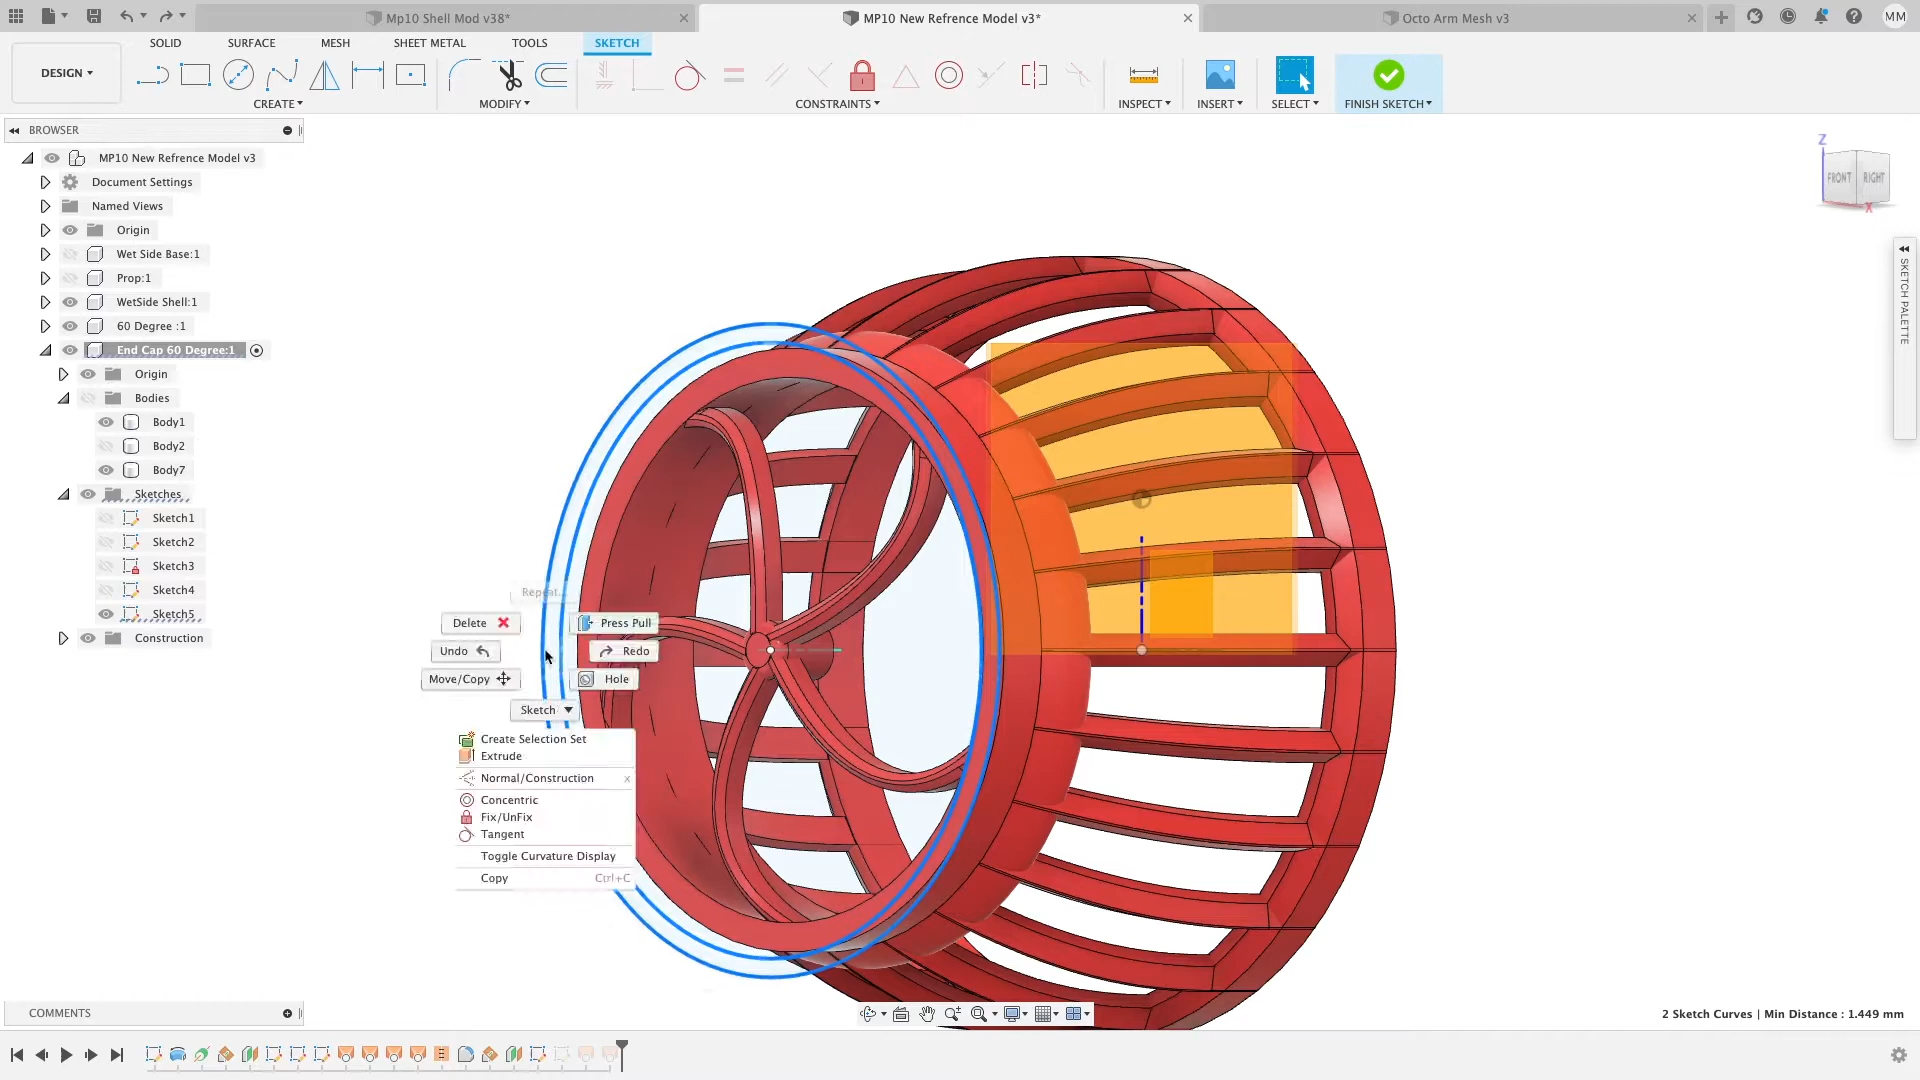 Mp10 Shell Mod v38*
MP10 New Refrence Model v3*
Octo Arm Mesh v3
MM
SOLID
SURFACE
MESH
SHEET METAL
TOOLS
SKETCH
DESIGN
CREATE
MODIFY
CONSTRAINTS
INSPECT
INSERT
SELECT
FINISH SKETCH
BROWSER
MP10 New Refrence Model v3
Document Settings
Named Views
Origin
Wet Side Base:1
Prop:1
WetSide Shell:1
60 Degree :1
End Cap 60 Degree:1
Origin
Bodies
Body1
Body2
Body7
Sketches
Sketch1
Sketch2
Sketch3
Sketch4
Sketch5
Construction
Z
FRONT
RIGHT
X
SKETCH PALETTE
Repeat...
Delete
Press Pull
Undo
Redo
Move/Copy
Hole
Sketch
Create Selection Set
Extrude
Normal/Construction x
Concentric
Fix/UnFix
Tangent
Toggle Curvature Display
Copy Ctrl+C
COMMENTS
2 Sketch Curves | Min Distance : 1.449 mm